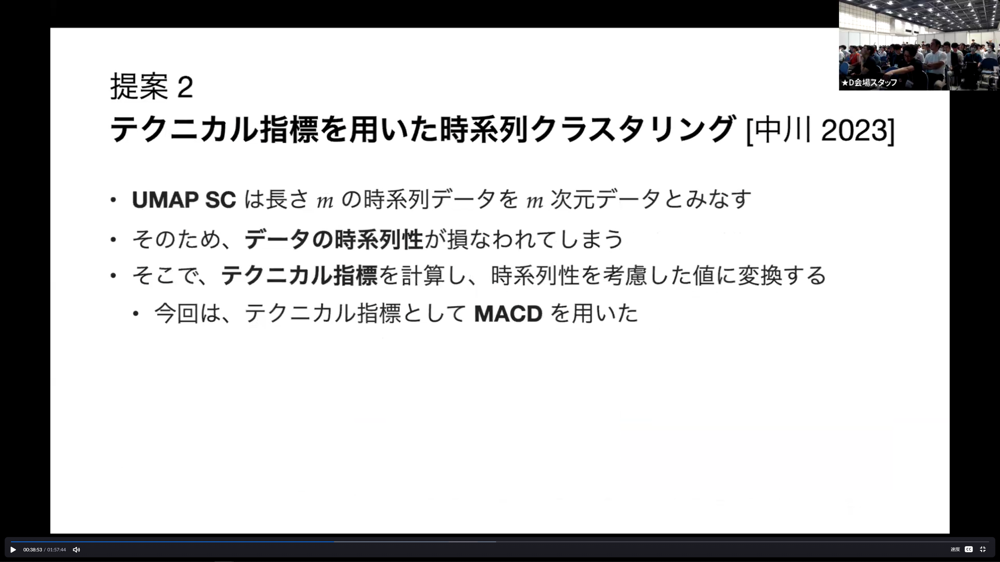 ★D会場スタッフ
提案 2
テクニカル指標を用いた時系列クラスタリング [中川 2023]
• UMAP SC は長さ m の時系列データを m 次元データとみなす
• そのため、データの時系列性が損なわれてしまう
• そこで、テクニカル指標を計算し、時系列性を考慮した値に変換する
• 今回は、テクニカル指標として MACD を用いた
00:38:53 / 01:57:44
速度 CC